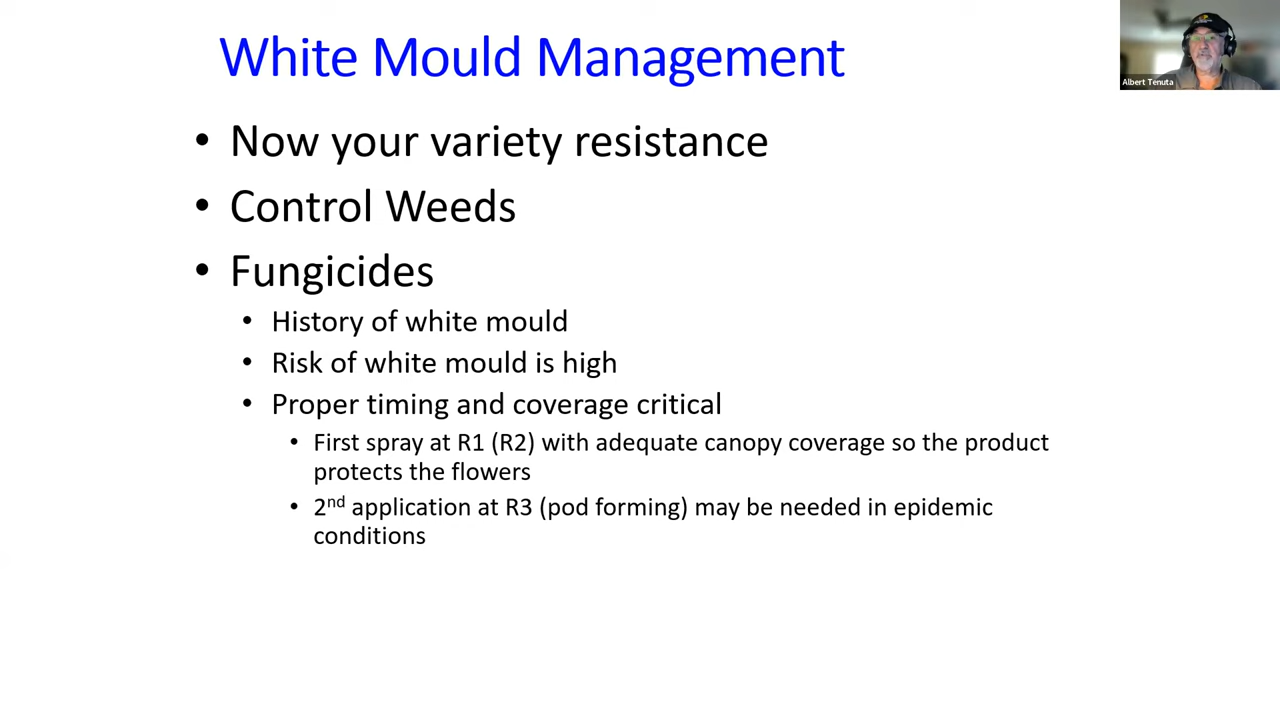 White Mould Management
Albert Tenuta
• Now your variety resistance
• Control Weeds
• Fungicides
• History of white mould
• Risk of white mould is high
• Proper timing and coverage critical
• First spray at R1 (R2) with adequate canopy coverage so the product
protects the flowers
• 2nd application at R3 (pod forming) may be needed in epidemic
conditions